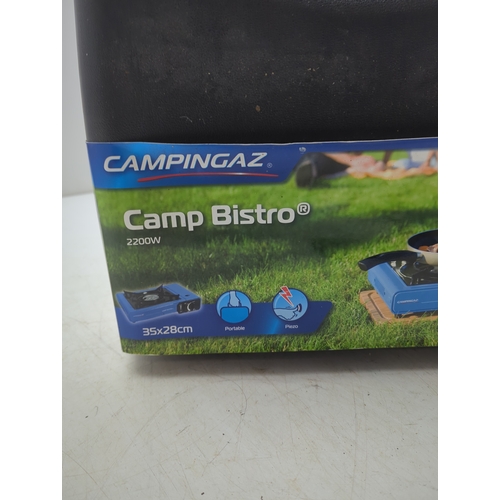 CAMPINGAZ®
Camp Bistro®
2200W
35x28cm
Portable
Piezo